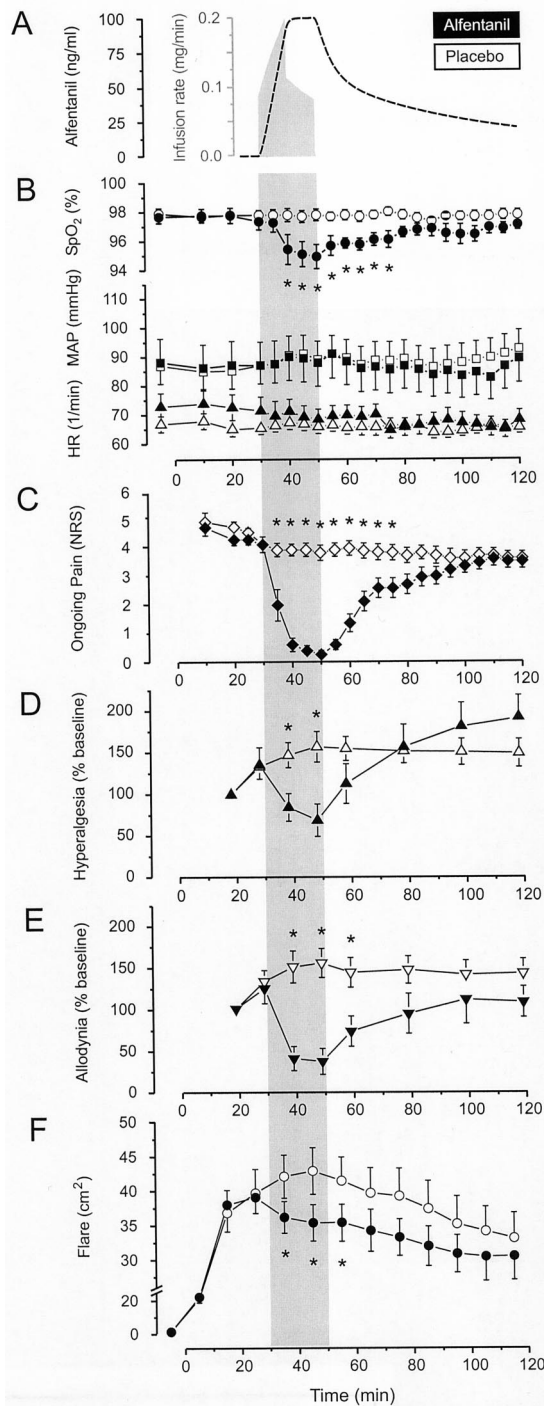 A
Alfentanil (ng/ml)
100
75
50
25
0
Infusion rate (mg/min)
0.2
0.1
0.0
Alfentanil
Placebo
B
SpO2 (%)
100
98
96
94
* * * * * * *
MAP (mmHg)
110
100
90
80
HR (1/min)
70
60
0 20 40 60 80 100 120
C
Ongoing Pain (NRS)
6
5
4
3
2
1
0
* * * * * * * * *
0 20 40 60 80 100 120
D
Hyperalgesia (% baseline)
200
150
100
50
0
* *
0 20 40 60 80 100 120
E
Allodynia (% baseline)
200
150
100
50
0
* * *
0 20 40 60 80 100 120
F
Flare (cm2)
50
45
40
35
30
20
0
* * *
0 20 40 60 80 100 120
Time (min)